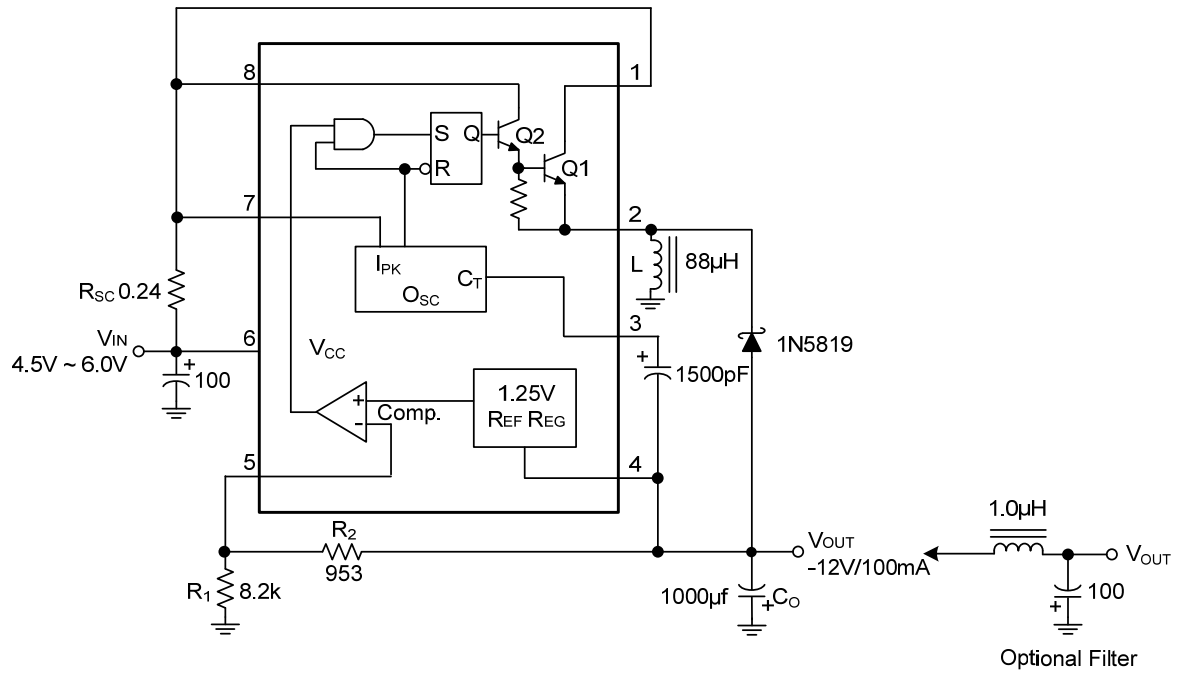 8
1
S
Q
Q2
R
Q1
7
2
IPK
CT
OSC
L
88µH
RSC 0.24
3
VIN
4.5V ~ 6.0V
6
VCC
1N5819
+
100
+
1500pF
1.25V
REF REG
+
-
Comp.
5
4
R2
953
1.0µH
VOUT
-12V/100mA
VOUT
R1 8.2k
1000µf
+
CO
+
100
Optional Filter